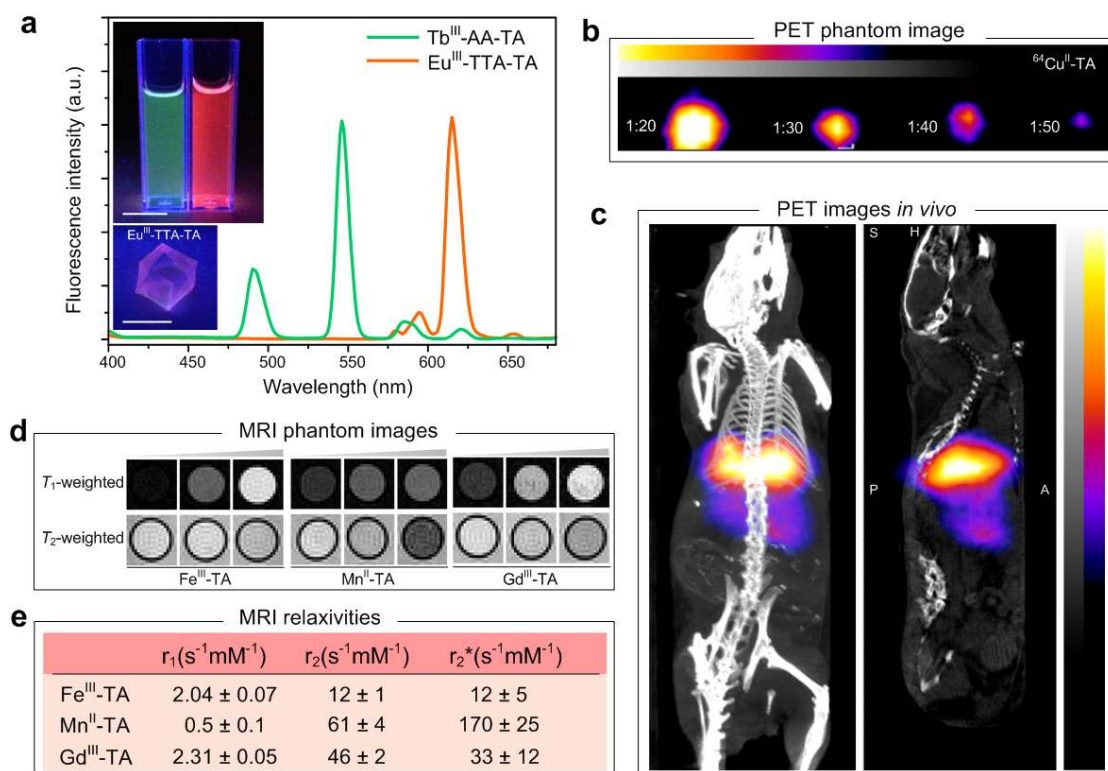 a
Fluorescence intensity (a.u.)
Tb^III-AA-TA
Eu^III-TTA-TA
Eu^III-TTA-TA
400 450 500 550 600 650
Wavelength (nm)
b
PET phantom image
^64Cu^II-TA
1:20 1:30 1:40 1:50
c
PET images in vivo
S H
P A
d
MRI phantom images
T1-weighted
T2-weighted
Fe^III-TA Mn^II-TA Gd^III-TA
e
MRI relaxivities
r1(s^-1mM^-1) r2(s^-1mM^-1) r2*(s^-1mM^-1)
Fe^III-TA 2.04 ± 0.07 12 ± 1 12 ± 5
Mn^II-TA 0.5 ± 0.1 61 ± 4 170 ± 25
Gd^III-TA 2.31 ± 0.05 46 ± 2 33 ± 12